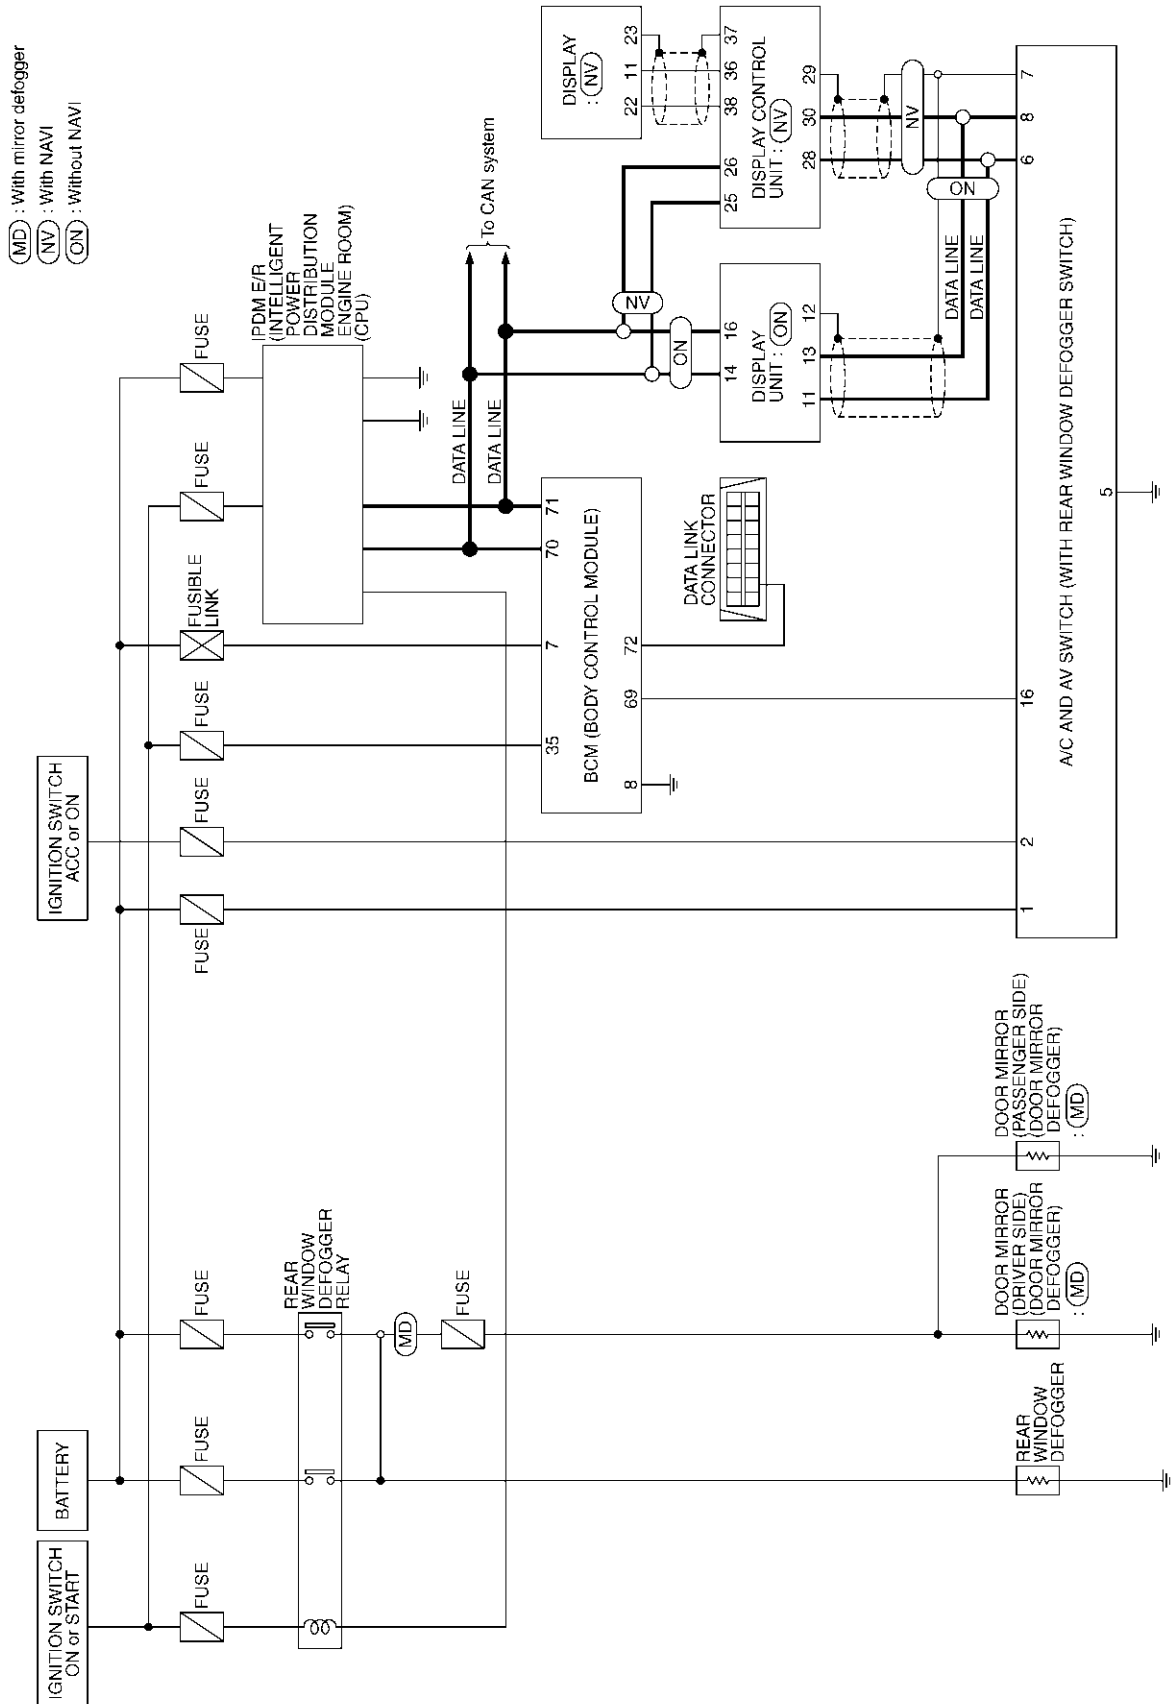 MD : With mirror defogger
NV : With NAVI
ON : Without NAVI
IGNITION SWITCH
ON or START
BATTERY
IGNITION SWITCH
ACC or ON
FUSE
FUSE
FUSE
FUSE
FUSE
FUSE
FUSIBLE
LINK
FUSE
FUSE
REAR
WINDOW
DEFOGGER
RELAY
IPDM E/R
(INTELLIGENT
POWER
DISTRIBUTION
MODULE
ENGINE ROOM)
(CPU)
MD
FUSE
DATA LINE
DATA LINE
To CAN system
35
7
70
71
BCM (BODY CONTROL MODULE)
8
69
72
DATA LINK
CONNECTOR
NV
ON
14
16
DISPLAY
UNIT : ON
11
13
12
25
26
38
36
37
DISPLAY CONTROL
UNIT : NV
28
30
29
DISPLAY
: NV
22
11
23
NV
ON
DATA LINE
DATA LINE
REAR
WINDOW
DEFOGGER
DOOR MIRROR
(DRIVER SIDE)
(DOOR MIRROR
DEFOGGER)
: MD
DOOR MIRROR
(PASSENGER SIDE)
(DOOR MIRROR
DEFOGGER)
: MD
1
2
16
6
8
7
A/C AND AV SWITCH (WITH REAR WINDOW DEFOGGER SWITCH)
5